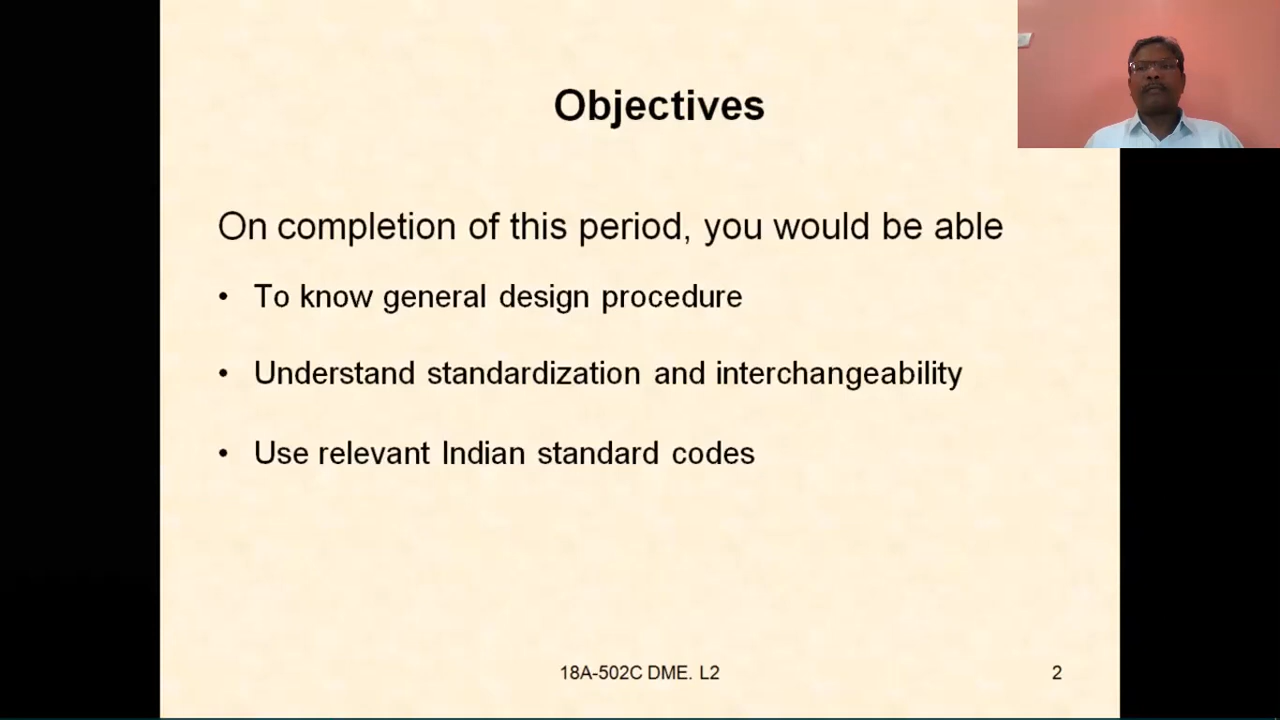 Objectives
On completion of this period, you would be able
• To know general design procedure
• Understand standardization and interchangeability
• Use relevant Indian standard codes
18A-502C DME. L2
2